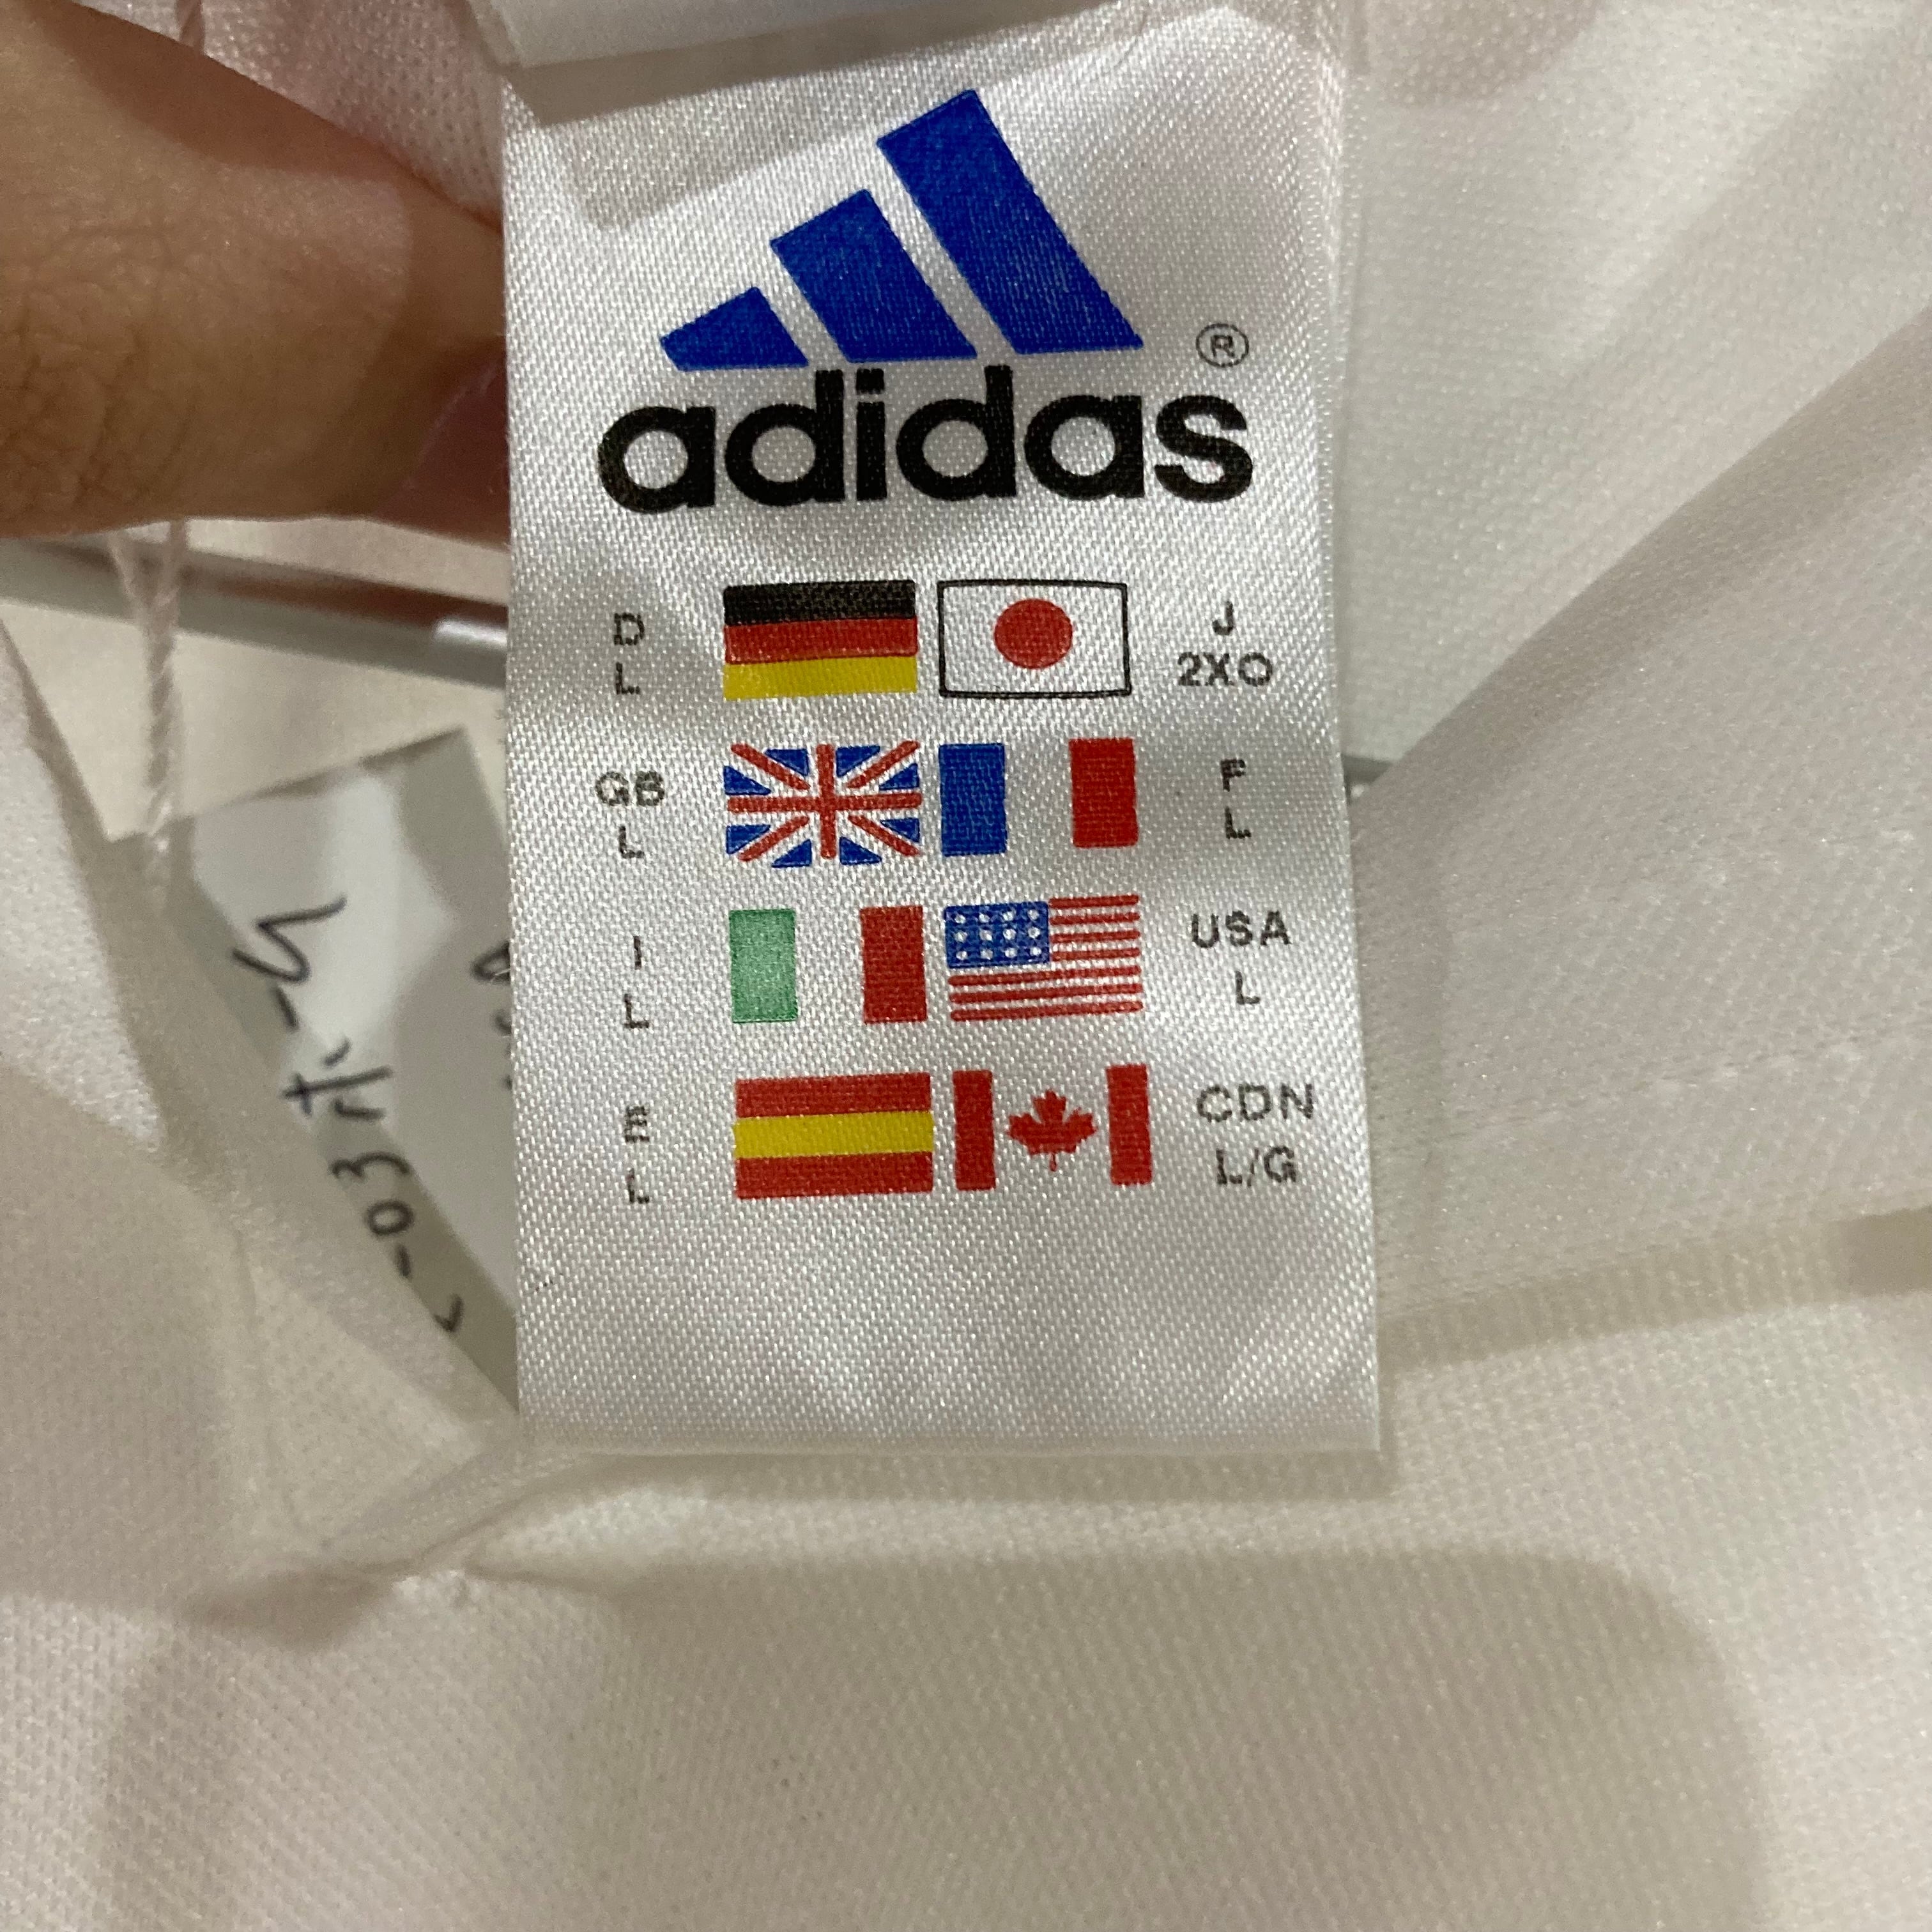 adidas ®
D J
L 2XO
GB F
L L
I USA
L L
E CDN
L L/G